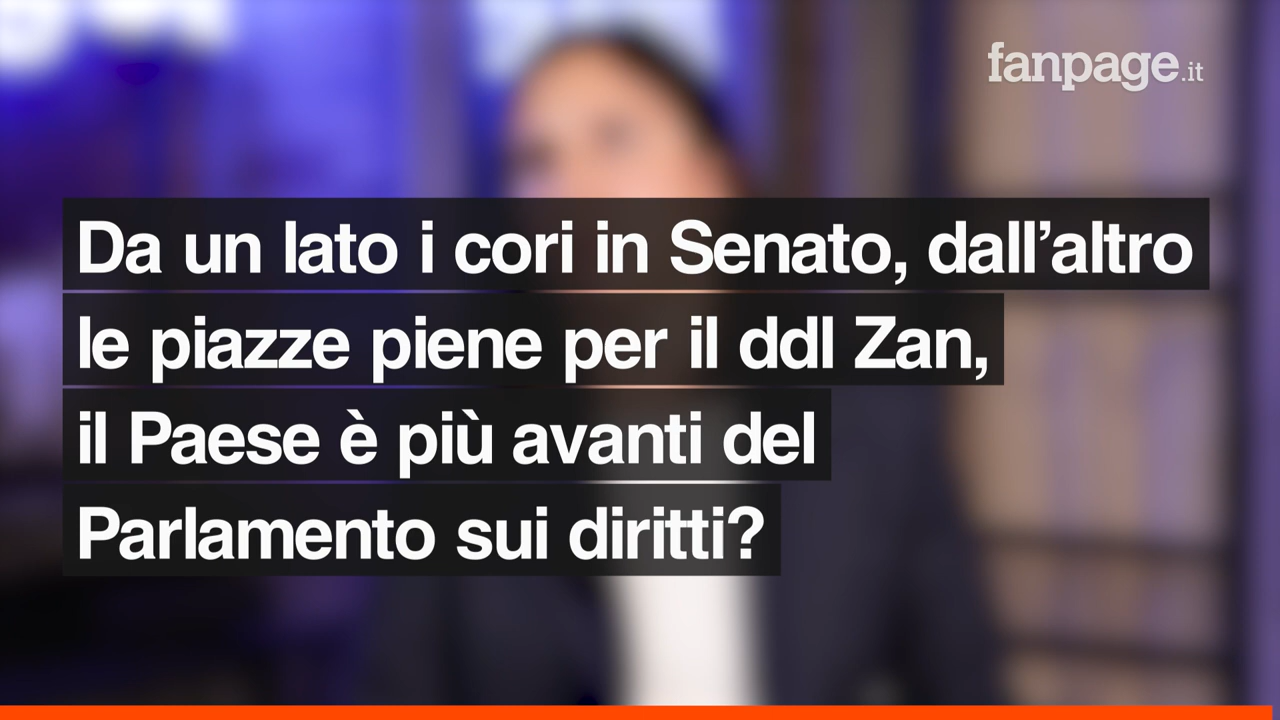 fanpage.it
Da un lato i cori in Senato, dall’altro
le piazze piene per il ddl Zan,
il Paese è più avanti del
Parlamento sui diritti?